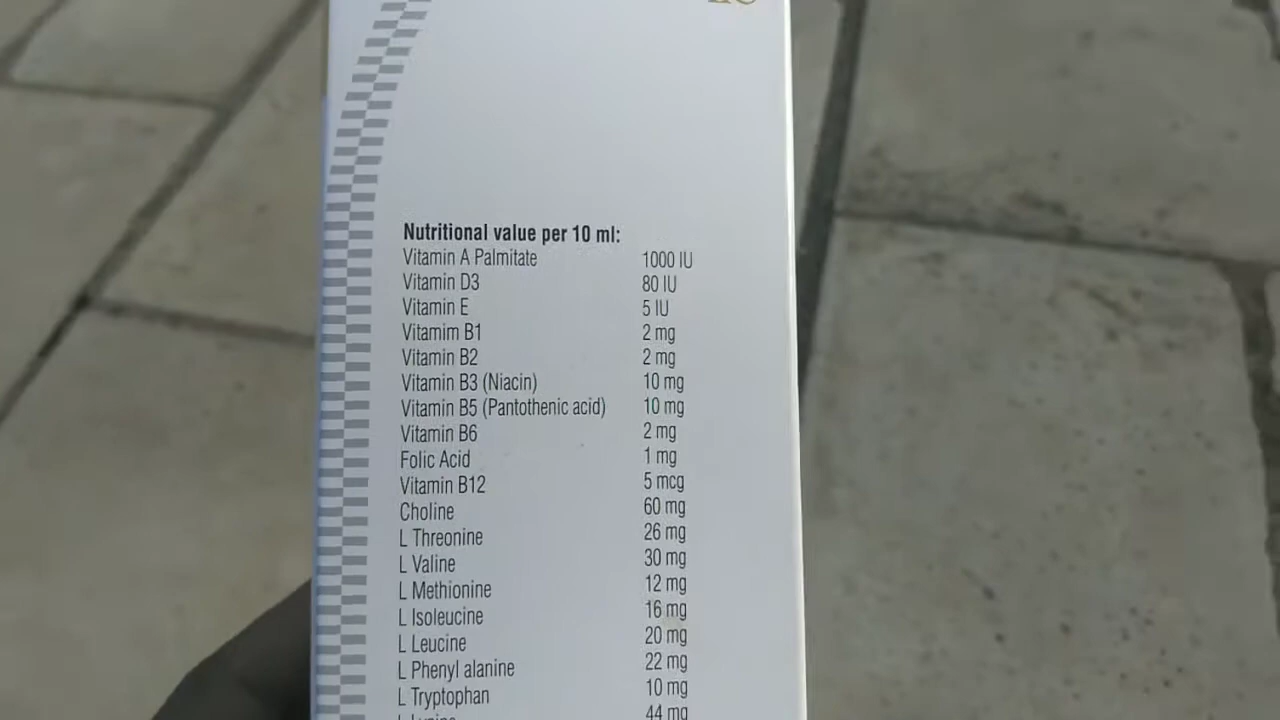 Nutritional value per 10 ml:
Vitamin A Palmitate 1000 IU
Vitamin D3 80 IU
Vitamin E 5 IU
Vitamim B1 2 mg
Vitamin B2 2 mg
Vitamin B3 (Niacin) 10 mg
Vitamin B5 (Pantothenic acid) 10 mg
Vitamin B6 2 mg
Folic Acid 1 mg
Vitamin B12 5 mcg
Choline 60 mg
L Threonine 26 mg
L Valine 30 mg
L Methionine 12 mg
L Isoleucine 16 mg
L Leucine 20 mg
L Phenyl alanine 22 mg
L Tryptophan 10 mg
44 mg